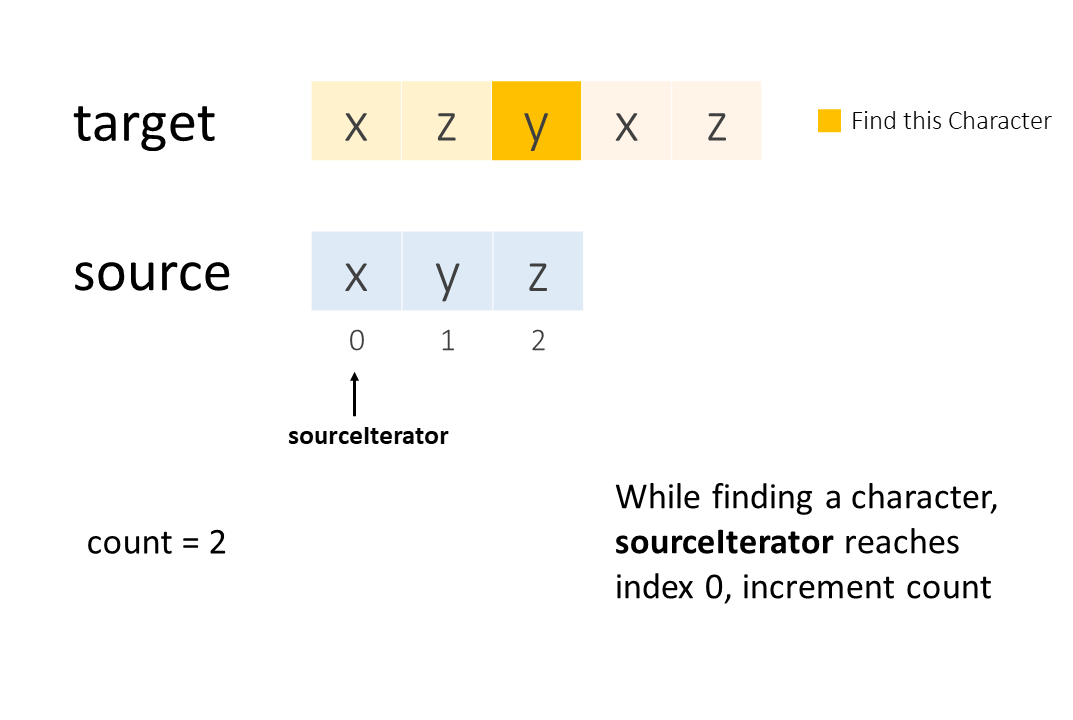 target x z y x z Find this Character
source x y z
0 1 2
sourceIterator
While finding a character,
count = 2 sourceIterator reaches
index 0, increment count